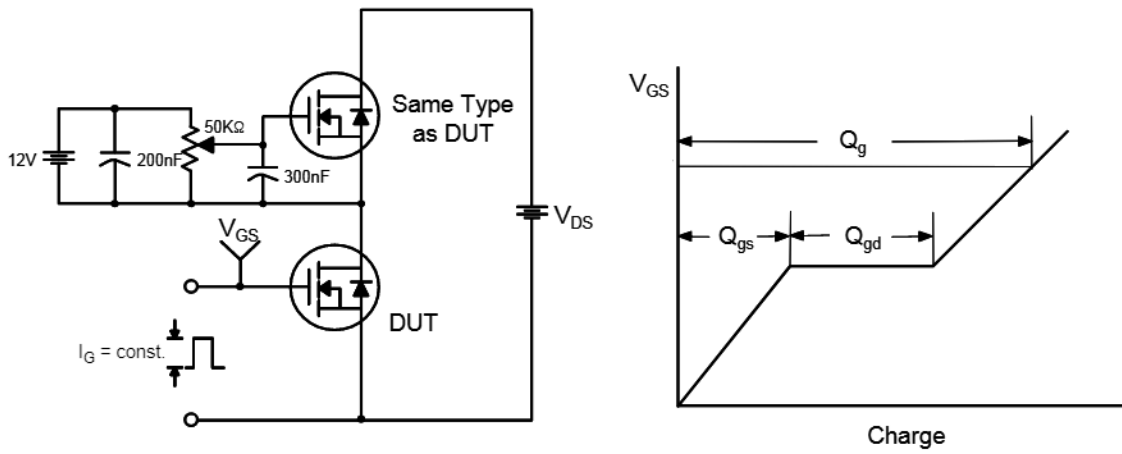 12V
200nF
50KΩ
300nF
Same Type
as DUT
V_DS
V_GS
DUT
I_G = const.
V_GS
Q_g
Q_gs
Q_gd
Charge